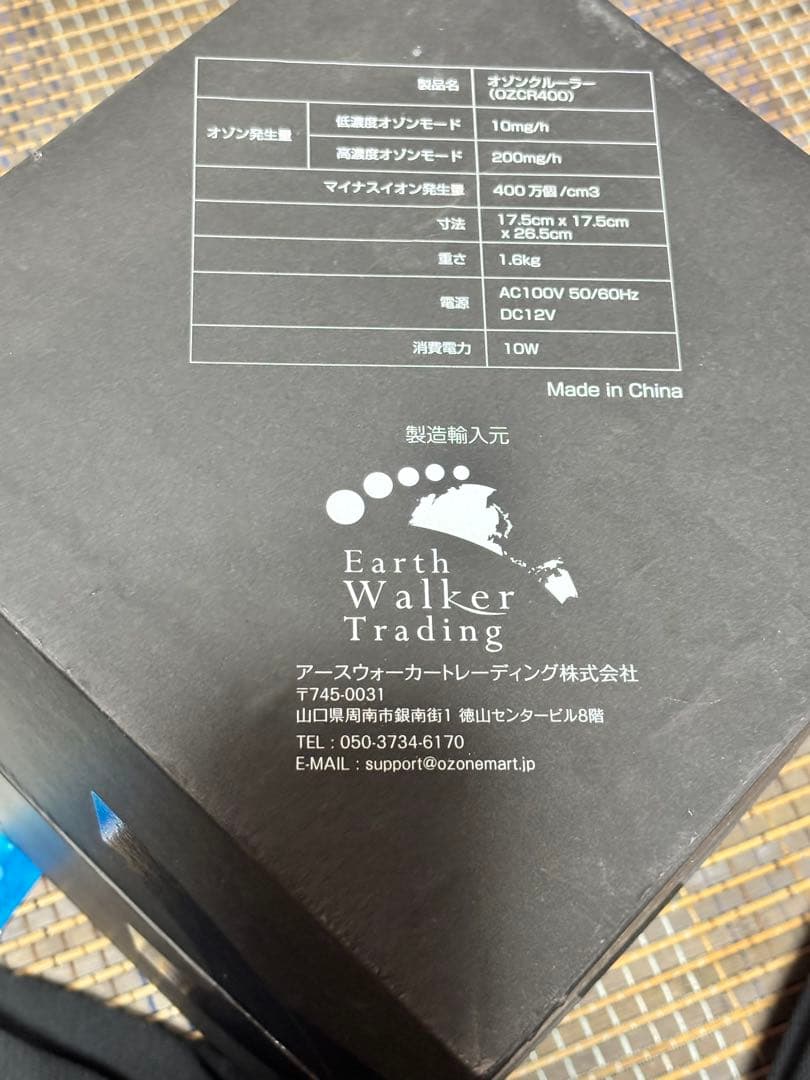 製品名 オゾンクルーラー
(OZCR400)
オゾン発生量 低濃度オゾンモード 10mg/h
高濃度オゾンモード 200mg/h
マイナスイオン発生量 400万個/cm3
寸法 17.5cm x 17.5cm
x 26.5cm
重さ 1.6kg
電源 AC100V 50/60Hz
DC12V
消費電力 10W
Made in China
製造輸入元
Earth
Walker
Trading
アースウォーカートレーディング株式会社
〒745-0031
山口県周南市銀南街1 徳山センタービル8階
TEL : 050-3734-6170
E-MAIL : support@ozonemart.jp